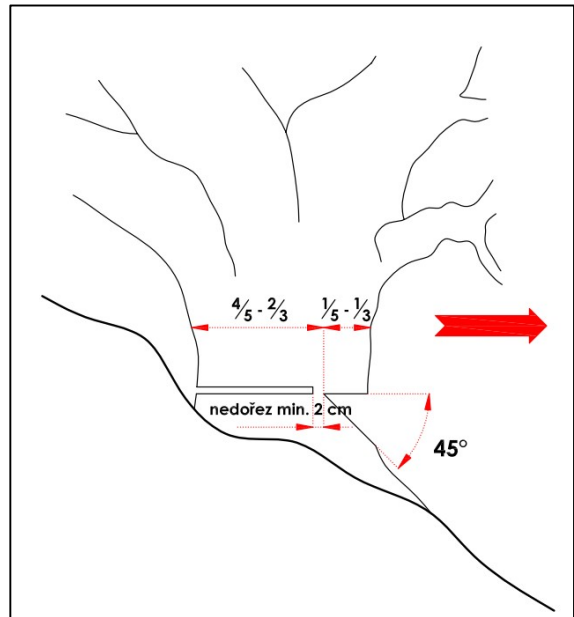 ⅘ - ⅔ ⅕ - ⅓
nedořez min. 2 cm
45°